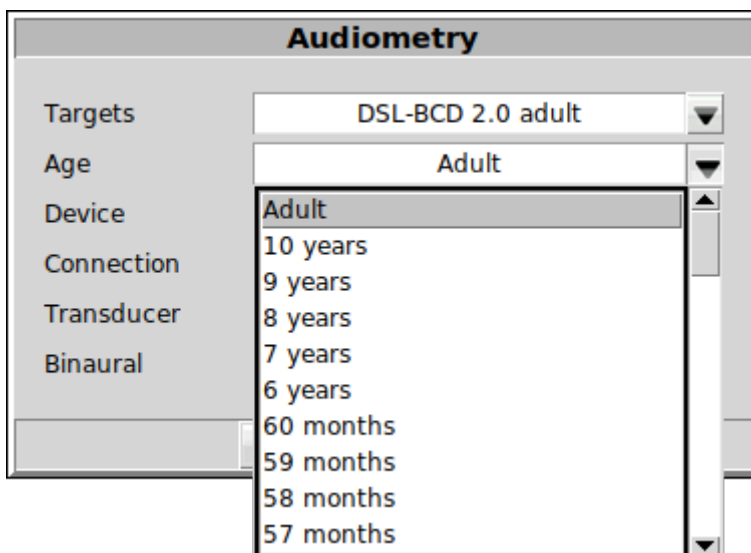 Audiometry
Targets DSL-BCD 2.0 adult
Age Adult
Device
Connection
Transducer
Binaural
Adult
10 years
9 years
8 years
7 years
6 years
60 months
59 months
58 months
57 months